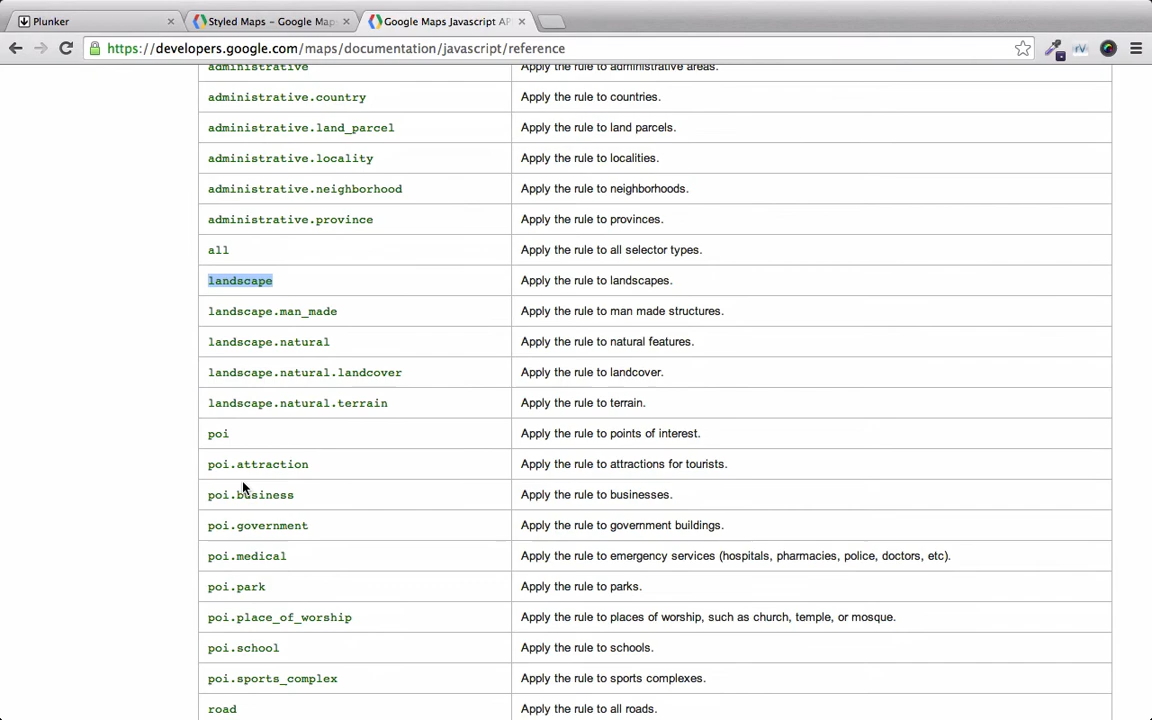 Plunker
Styled Maps – Google Map
Google Maps Javascript AP
https://developers.google.com/maps/documentation/javascript/reference
administrative Apply the rule to administrative areas.
administrative.country Apply the rule to countries.
administrative.land_parcel Apply the rule to land parcels.
administrative.locality Apply the rule to localities.
administrative.neighborhood Apply the rule to neighborhoods.
administrative.province Apply the rule to provinces.
all Apply the rule to all selector types.
landscape Apply the rule to landscapes.
landscape.man_made Apply the rule to man made structures.
landscape.natural Apply the rule to natural features.
landscape.natural.landcover Apply the rule to landcover.
landscape.natural.terrain Apply the rule to terrain.
poi Apply the rule to points of interest.
poi.attraction Apply the rule to attractions for tourists.
poi.business Apply the rule to businesses.
poi.government Apply the rule to government buildings.
poi.medical Apply the rule to emergency services (hospitals, pharmacies, police, doctors, etc).
poi.park Apply the rule to parks.
poi.place_of_worship Apply the rule to places of worship, such as church, temple, or mosque.
poi.school Apply the rule to schools.
poi.sports_complex Apply the rule to sports complexes.
road Apply the rule to all roads.